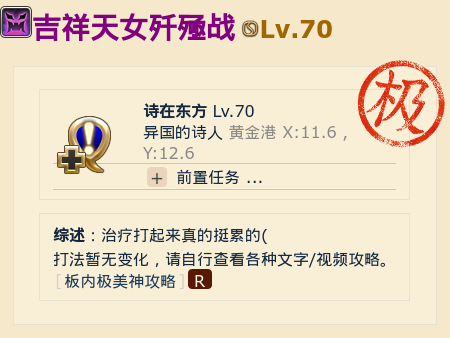 吉祥天女歼殛战 Lv.70
极
诗在东方 Lv.70
异国的诗人 黄金港 X:11.6 ,
Y:12.6
+ 前置任务 ...
综述：治疗打起来真的挺累的(
打法暂无变化，请自行查看各种文字/视频攻略。
[板内极美神攻略] R